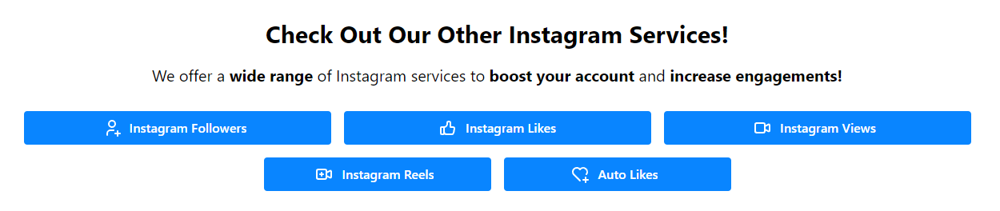 Check Out Our Other Instagram Services!
We offer a wide range of Instagram services to boost your account and increase engagements!
Instagram Followers
Instagram Likes
Instagram Views
Instagram Reels
Auto Likes